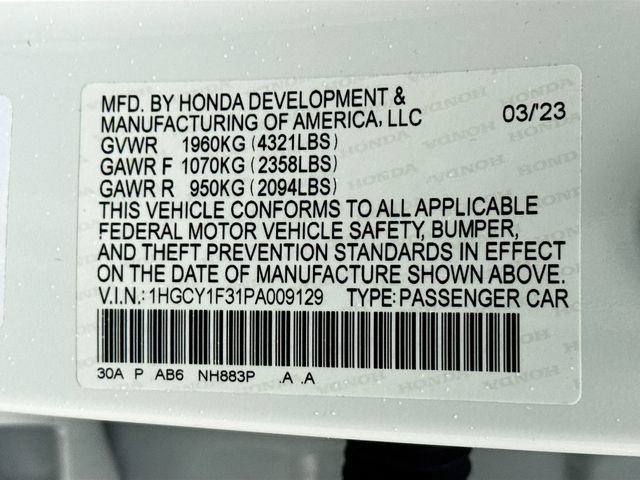 MFD. BY HONDA DEVELOPMENT &
MANUFACTURING OF AMERICA, LLC 03/'23
GVWR 1960KG (4321LBS)
GAWR F 1070KG (2358LBS)
GAWR R 950KG (2094LBS)
THIS VEHICLE CONFORMS TO ALL APPLICABLE
FEDERAL MOTOR VEHICLE SAFETY, BUMPER,
AND THEFT PREVENTION STANDARDS IN EFFECT
ON THE DATE OF MANUFACTURE SHOWN ABOVE.
V.I.N.: 1HGCY1F31PA009129 TYPE: PASSENGER CAR
30A P AB6 NH883P .A .A